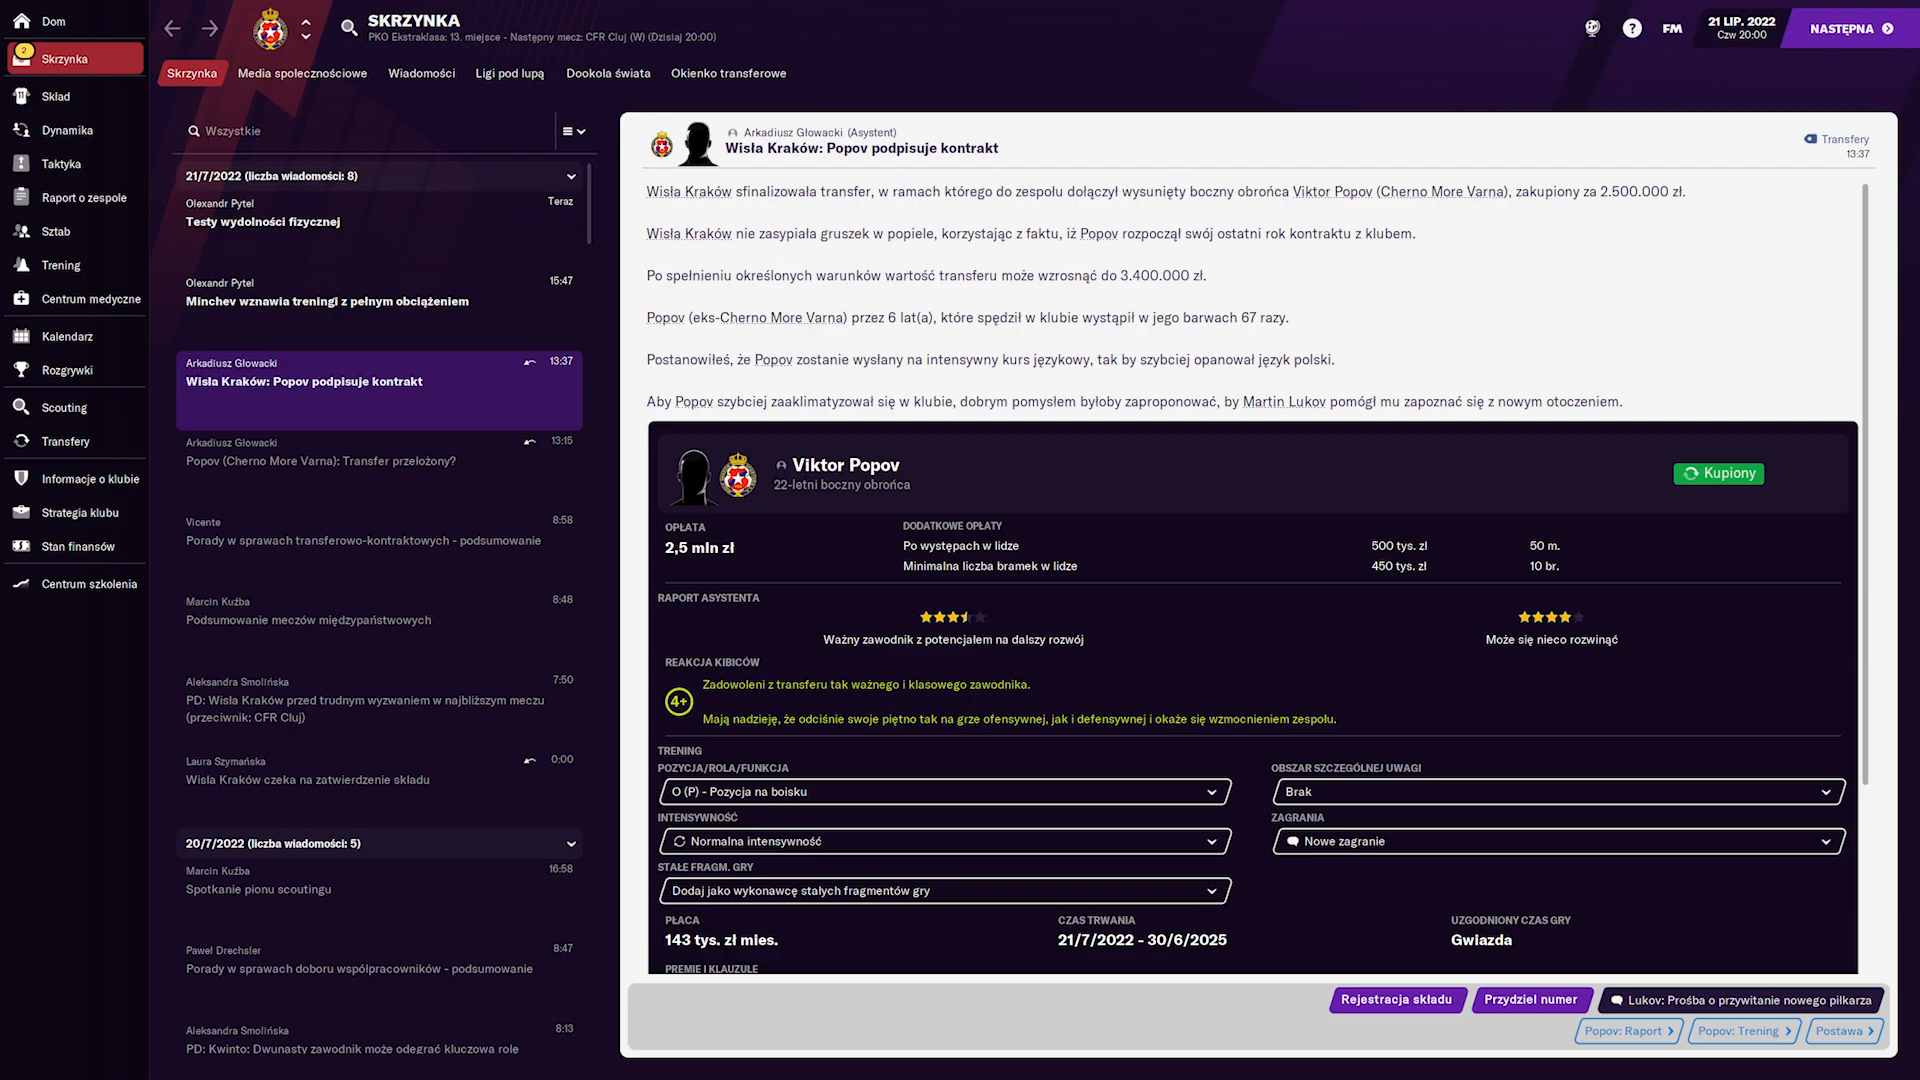 Dom
2
Skrzynka
Skład
Dynamika
Taktyka
Raport o zespole
Sztab
Trening
Centrum medyczne
Kalendarz
Rozgrywki
Scouting
Transfery
Informacje o klubie
Strategia klubu
Stan finansów
Centrum szkolenia
SKRZYNKA
PKO Ekstraklasa: 13. miejsce - Następny mecz: CFR Cluj (W) (Dzisiaj 20:00)
?
FM
21 LIP. 2022
Czw 20:00
NASTĘPNA
Skrzynka
Media społecznościowe
Wiadomości
Ligi pod lupą
Dookoła świata
Okienko transferowe
Wszystkie
21/7/2022 (liczba wiadomości: 8)
Olexandr Pytel
Teraz
Testy wydolności fizycznej
Olexandr Pytel
15:47
Minchev wznawia treningi z pełnym obciążeniem
Arkadiusz Głowacki
13:37
Wisła Kraków: Popov podpisuje kontrakt
Arkadiusz Głowacki
13:15
Popov (Cherno More Varna): Transfer przełożony?
Vicente
8:58
Porady w sprawach transferowo-kontraktowych - podsumowanie
Marcin Kuźba
8:48
Podsumowanie meczów międzypaństwowych
Aleksandra Smolińska
7:50
PD: Wisła Kraków przed trudnym wyzwaniem w najbliższym meczu
(przeciwnik: CFR Cluj)
Laura Szymańska
0:00
Wisła Kraków czeka na zatwierdzenie składu
20/7/2022 (liczba wiadomości: 5)
Marcin Kuźba
16:58
Spotkanie pionu scoutingu
Paweł Drechsler
8:47
Porady w sprawach doboru współpracowników - podsumowanie
Aleksandra Smolińska
8:13
PD: Kwinto: Dwunasty zawodnik może odegrać kluczową rolę
Arkadiusz Głowacki (Asystent)
Wisła Kraków: Popov podpisuje kontrakt
Transfery
13:37
Wisła Kraków sfinalizowała transfer, w ramach którego do zespołu dołączył wysunięty boczny obrońca Viktor Popov (Cherno More Varna), zakupiony za 2.500.000 zł.
Wisła Kraków nie zasypiała gruszek w popiele, korzystając z faktu, iż Popov rozpoczął swój ostatni rok kontraktu z klubem.
Po spełnieniu określonych warunków wartość transferu może wzrosnąć do 3.400.000 zł.
Popov (eks-Cherno More Varna) przez 6 lat(a), które spędził w klubie wystąpił w jego barwach 67 razy.
Postanowiłeś, że Popov zostanie wysłany na intensywny kurs językowy, tak by szybciej opanował język polski.
Aby Popov szybciej zaaklimatyzował się w klubie, dobrym pomysłem byłoby zaproponować, by Martin Lukov pomógł mu zapoznać się z nowym otoczeniem.
Viktor Popov
22-letni boczny obrońca
Kupiony
OPŁATA
2,5 mln zł
DODATKOWE OPŁATY
Po występach w lidze
500 tys. zł
50 m.
Minimalna liczba bramek w lidze
450 tys. zł
10 br.
RAPORT ASYSTENTA
Ważny zawodnik z potencjałem na dalszy rozwój
Może się nieco rozwinąć
REAKCJA KIBICÓW
4+
Zadowoleni z transferu tak ważnego i klasowego zawodnika.
Mają nadzieję, że odciśnie swoje piętno tak na grze ofensywnej, jak i defensywnej i okaże się wzmocnieniem zespołu.
TRENING
POZYCJA/ROLA/FUNKCJA
O (P) - Pozycja na boisku
OBSZAR SZCZEGÓLNEJ UWAGI
Brak
INTENSYWNOŚĆ
Normalna intensywność
ZAGRANIA
Nowe zagranie
STAŁE FRAGM. GRY
Dodaj jako wykonawcę stałych fragmentów gry
PŁACA
143 tys. zł mies.
CZAS TRWANIA
21/7/2022 - 30/6/2025
UZGODNIONY CZAS GRY
Gwiazda
PREMIE I KLAUZULE
Rejestracja składu
Przydziel numer
Lukov: Prośba o przywitanie nowego piłkarza
Popov: Raport
Popov: Trening
Postawa